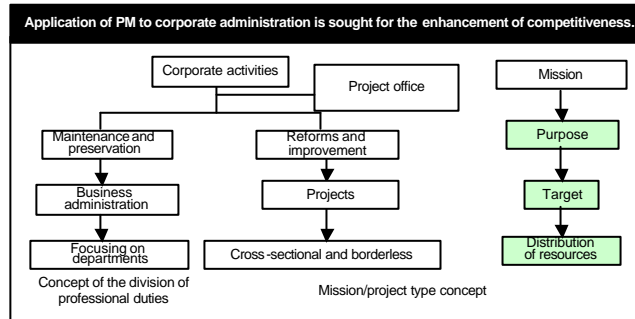 Application of PM to corporate administration is sought for the enhancement of competitiveness.
Corporate activities
Project office
Mission
Maintenance and
preservation
Reforms and
improvement
Purpose
Business
administration
Projects
Target
Focusing on
departments
Cross-sectional and borderless
Distribution
of resources
Concept of the division of
professional duties
Mission/project type concept